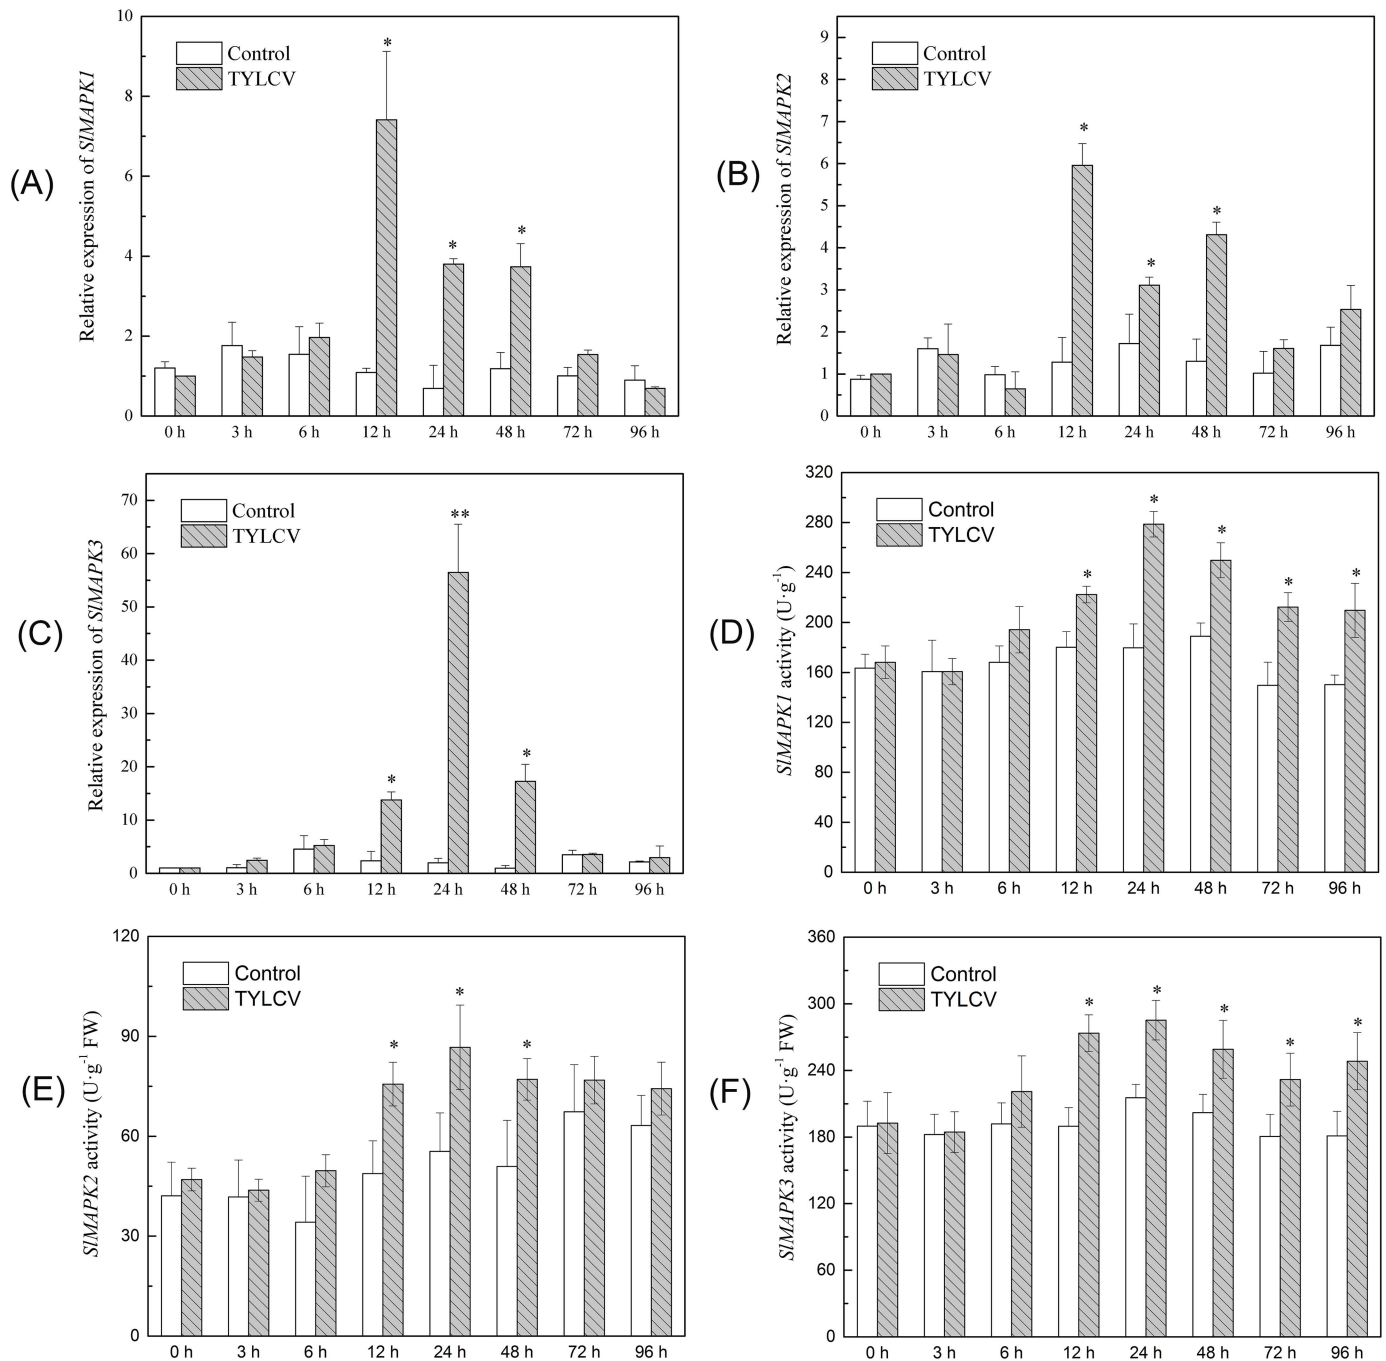 (A)
Relative expression of SlMAPK1
10
8
6
4
2
0
Control
TYLCV
*
*
*
0 h 3 h 6 h 12 h 24 h 48 h 72 h 96 h
(B)
Relative expression of SlMAPK2
9
8
7
6
5
4
3
2
1
0
Control
TYLCV
*
*
*
0 h 3 h 6 h 12 h 24 h 48 h 72 h 96 h
(C)
Relative expression of SlMAPK3
70
60
50
40
30
20
10
0
Control
TYLCV
*
**
*
0 h 3 h 6 h 12 h 24 h 48 h 72 h 96 h
(D)
SlMAPK1 activity (U·g-1)
320
280
240
200
160
120
80
40
0
Control
TYLCV
*
*
*
*
*
0 h 3 h 6 h 12 h 24 h 48 h 72 h 96 h
(E)
SlMAPK2 activity (U·g-1 FW)
120
90
60
30
0
Control
TYLCV
*
*
*
0 h 3 h 6 h 12 h 24 h 48 h 72 h 96 h
(F)
SlMAPK3 activity (U·g-1 FW)
360
300
240
180
120
60
0
Control
TYLCV
*
*
*
*
*
0 h 3 h 6 h 12 h 24 h 48 h 72 h 96 h